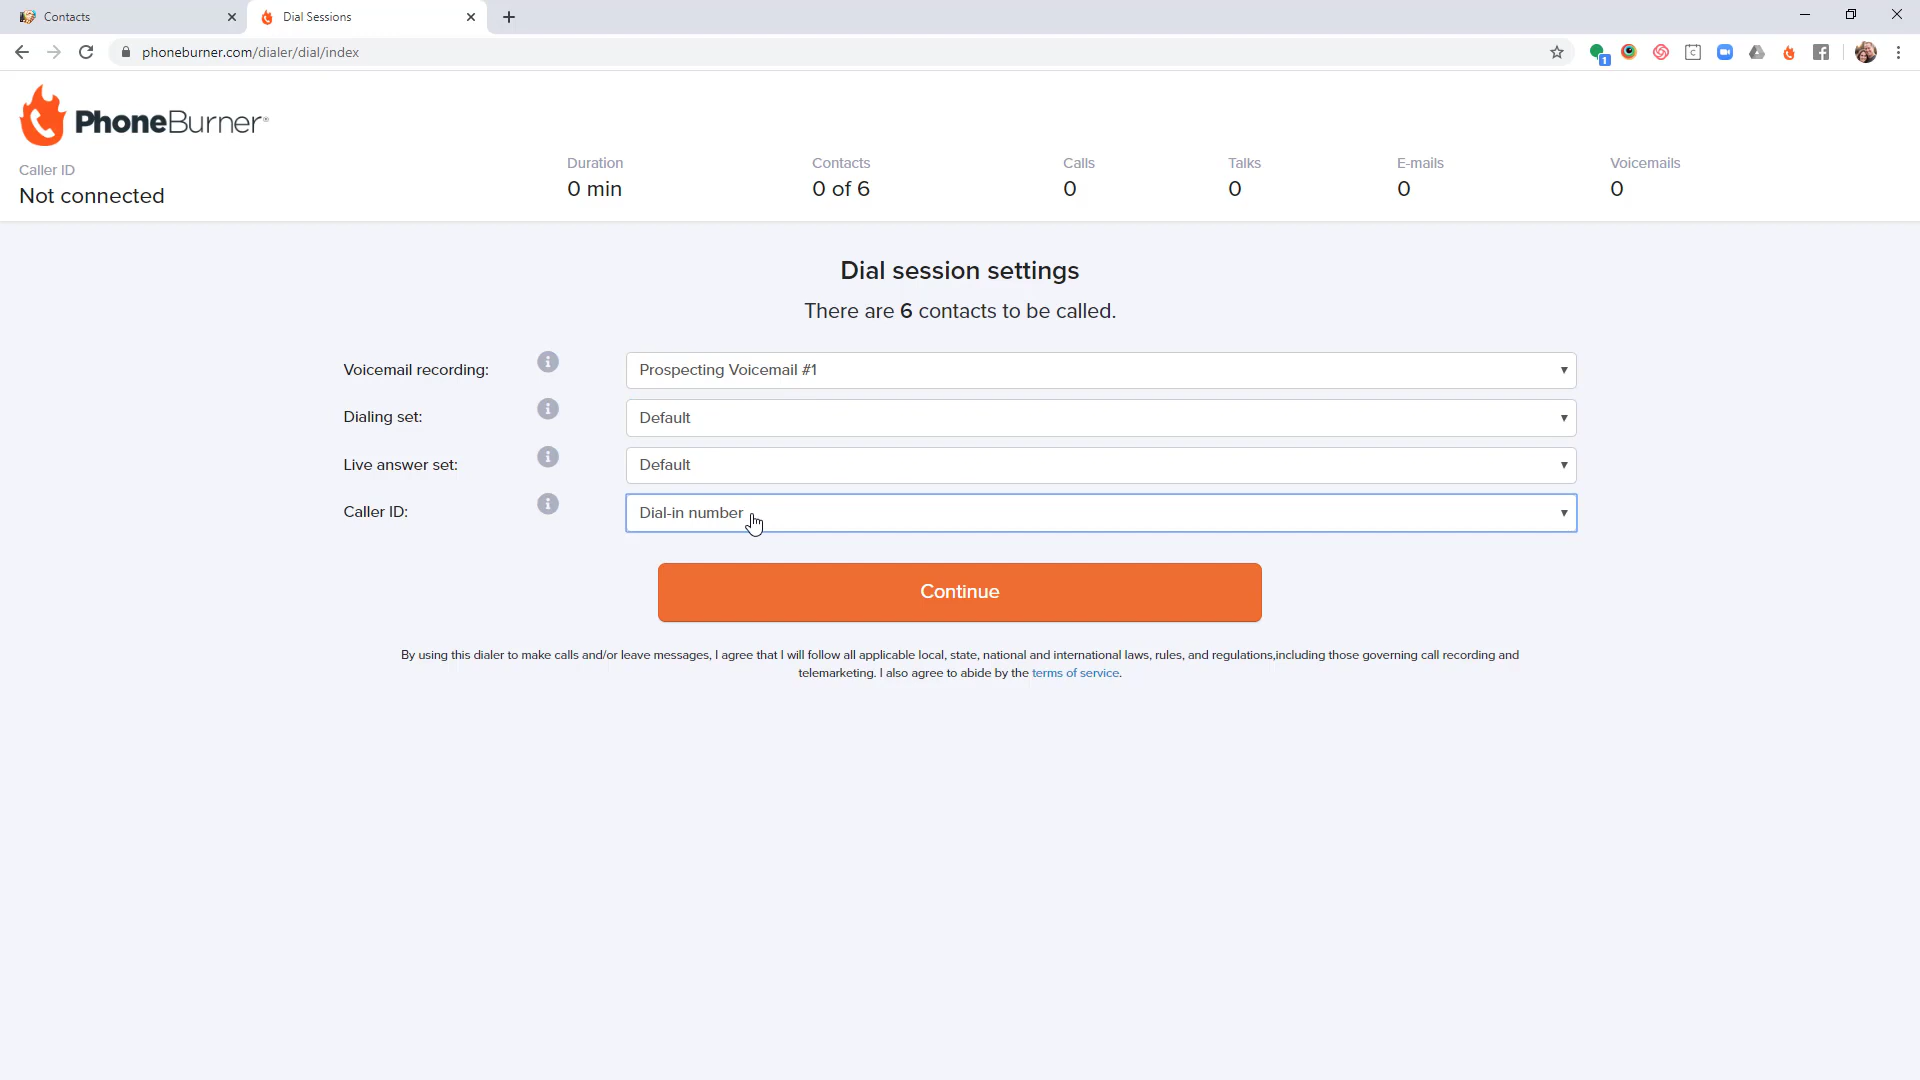 Contacts
Dial Sessions
phoneburner.com/dialer/dial/index
1
PhoneBurner®
Caller ID
Not connected
Duration
0 min
Contacts
0 of 6
Calls
0
Talks
0
E-mails
0
Voicemails
0
Dial session settings
There are 6 contacts to be called.
Voicemail recording:
Prospecting Voicemail #1
Dialing set:
Default
Live answer set:
Default
Caller ID:
Dial-in number
Continue
By using this dialer to make calls and/or leave messages, I agree that I will follow all applicable local, state, national and international laws, rules, and regulations,including those governing call recording and
telemarketing. I also agree to abide by the terms of service.